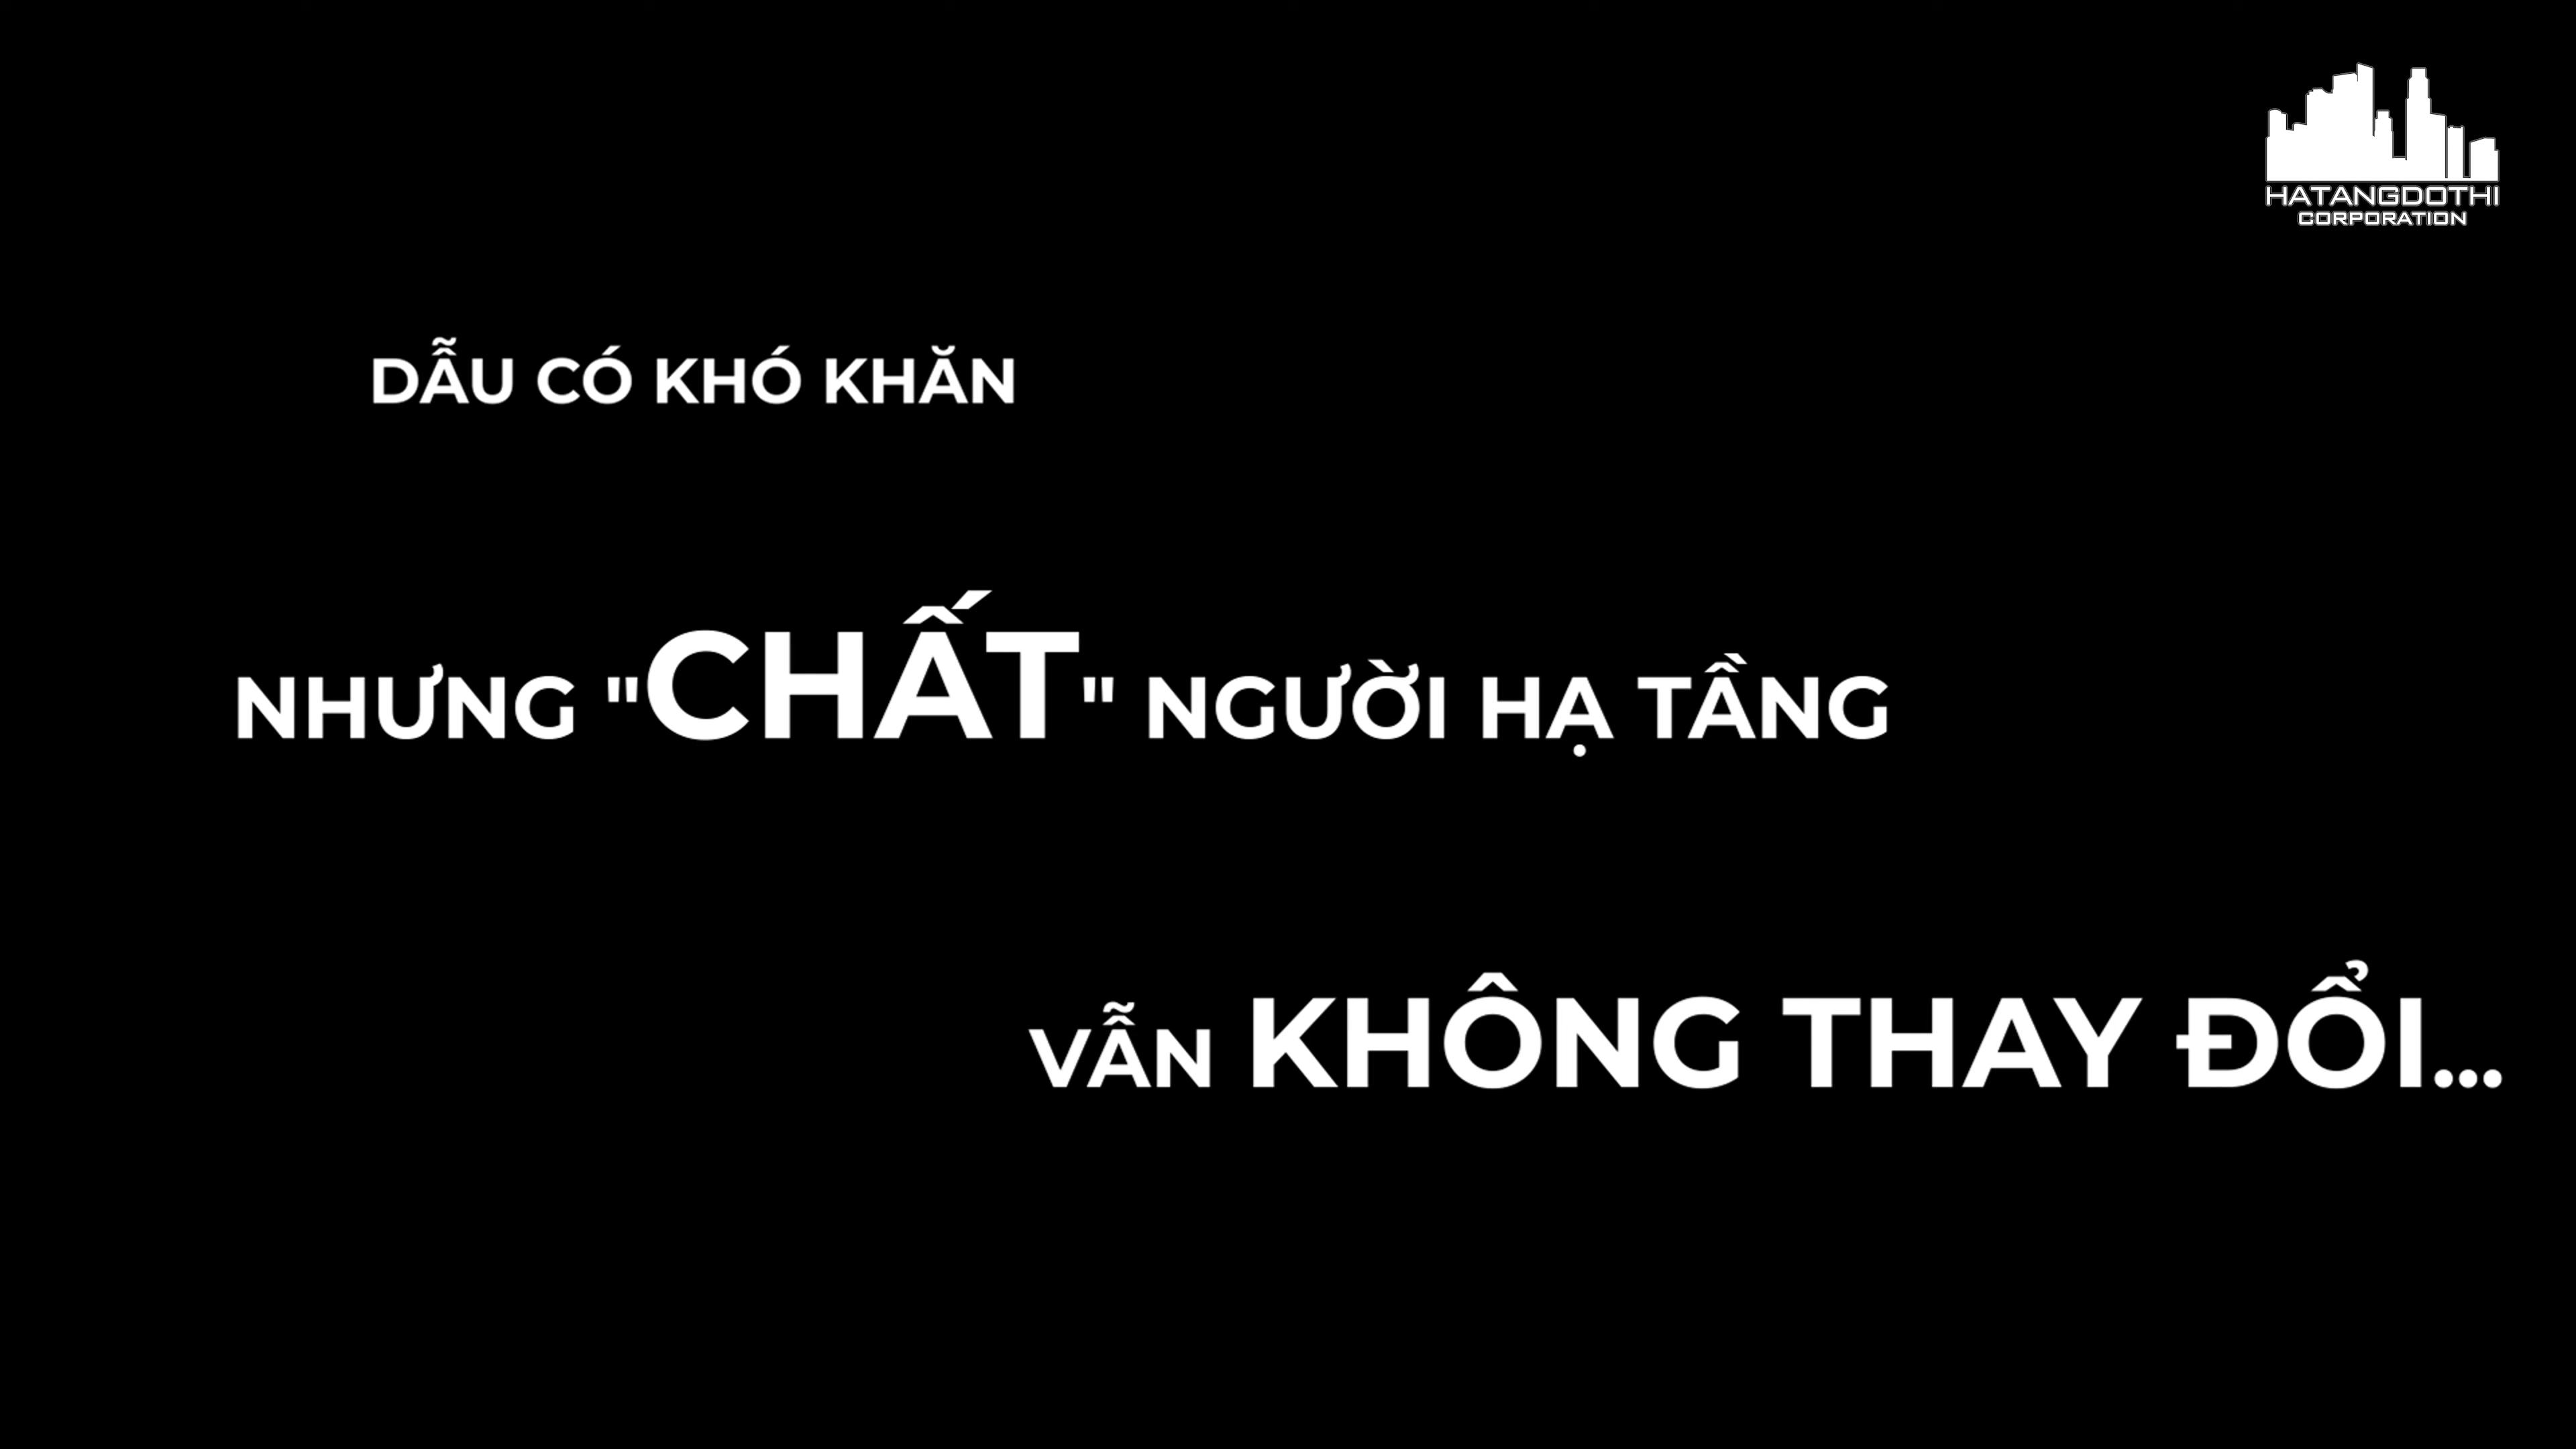 HATANGDOTHI
CORPORATION
DẪU CÓ KHÓ KHĂN
NHƯNG "CHẤT" NGƯỜI HẠ TẦNG
VẪN KHÔNG THAY ĐỔI...